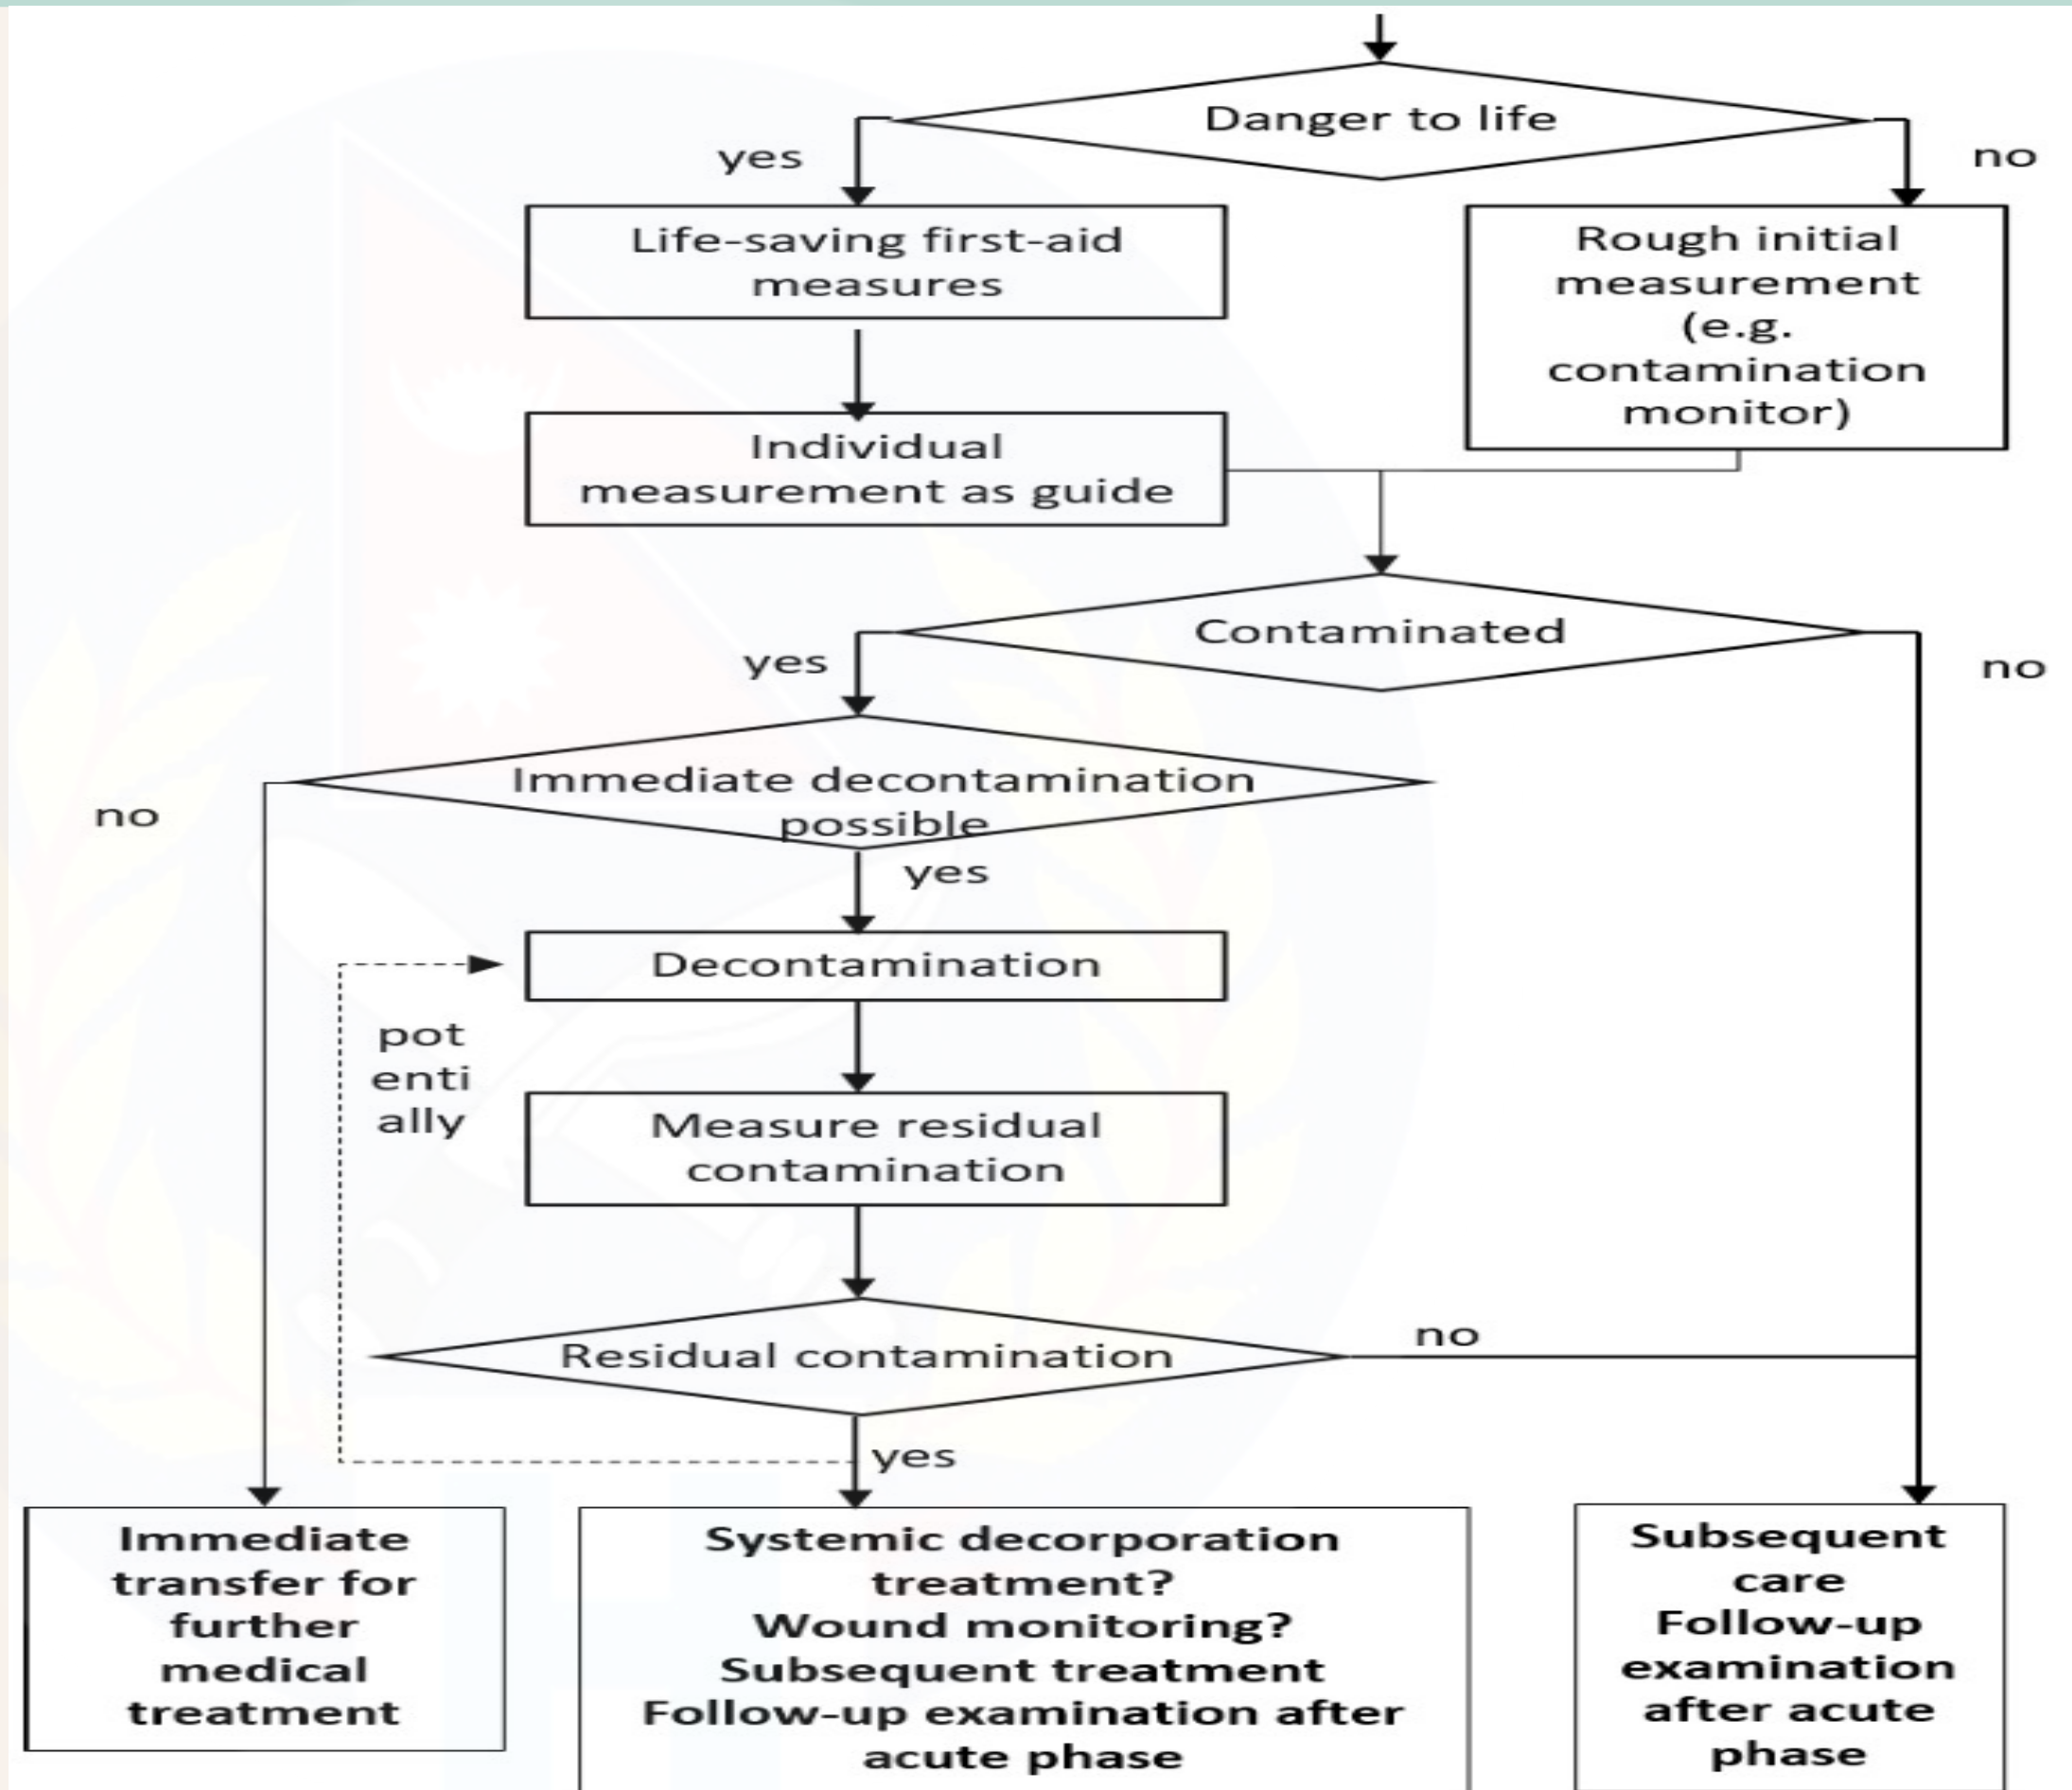 Danger to life
yes
no
Life-saving first-aid
measures
Rough initial
measurement
(e.g.
contamination
monitor)
Individual
measurement as guide
Contaminated
yes
no
Immediate decontamination
possible
no
yes
Decontamination
pot
enti
ally
Measure residual
contamination
Residual contamination
no
yes
Immediate
transfer for
further
medical
treatment
Systemic decorporation
treatment?
Wound monitoring?
Subsequent treatment
Follow-up examination after
acute phase
Subsequent
care
Follow-up
examination
after acute
phase